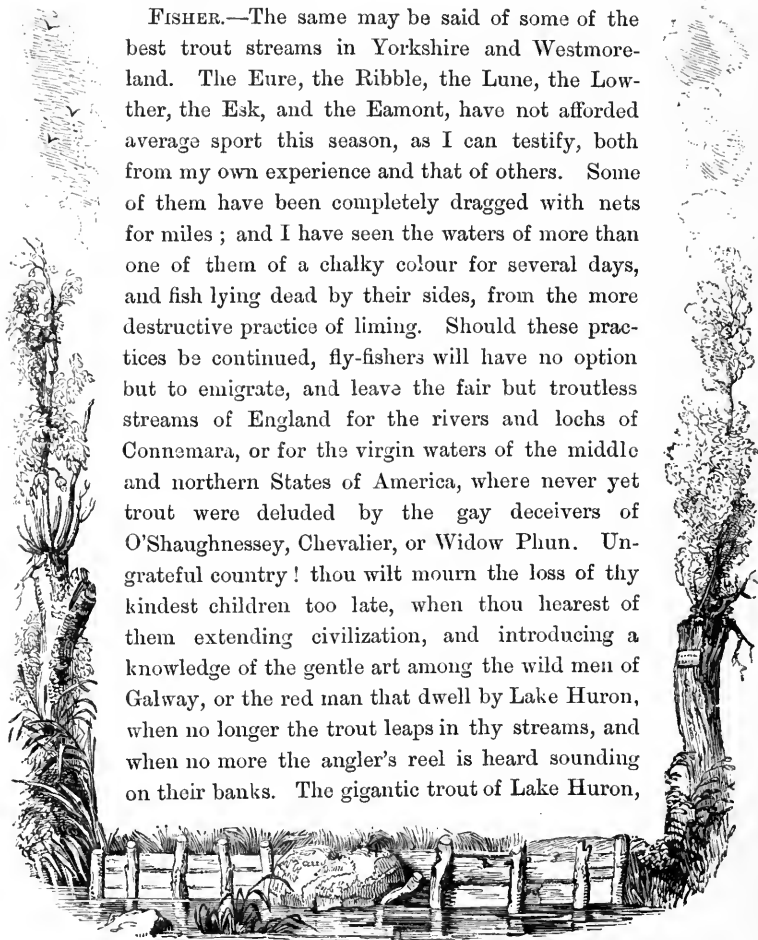 FISHER.—The same may be said of some of the
best trout streams in Yorkshire and Westmore-
land. The Eure, the Ribble, the Lune, the Low-
ther, the Esk, and the Eamont, have not afforded
average sport this season, as I can testify, both
from my own experience and that of others. Some
of them have been completely dragged with nets
for miles ; and I have seen the waters of more than
one of them of a chalky colour for several days,
and fish lying dead by their sides, from the more
destructive practice of liming. Should these prac-
tices be continued, fly-fishers will have no option
but to emigrate, and leave the fair but troutless
streams of England for the rivers and lochs of
Connemara, or for the virgin waters of the middle
and northern States of America, where never yet
trout were deluded by the gay deceivers of
O'Shaughnessey, Chevalier, or Widow Phun. Un-
grateful country ! thou wilt mourn the loss of thy
kindest children too late, when thou hearest of
them extending civilization, and introducing a
knowledge of the gentle art among the wild men of
Galway, or the red man that dwell by Lake Huron,
when no longer the trout leaps in thy streams, and
when no more the angler's reel is heard sounding
on their banks. The gigantic trout of Lake Huron,